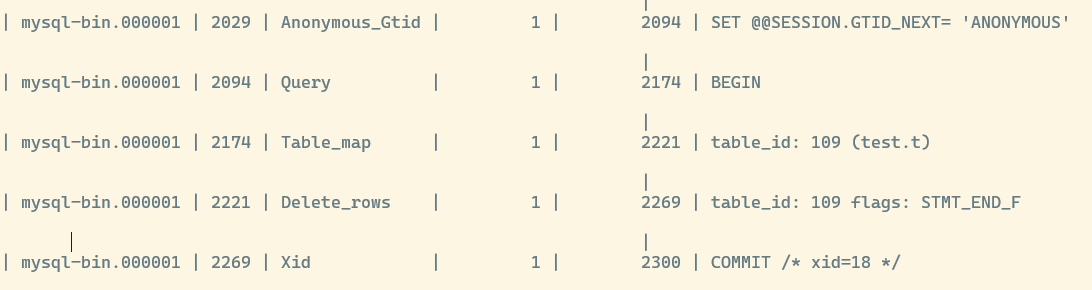 |
| mysql-bin.000001 | 2029 | Anonymous_Gtid | 1 | 2094 | SET @@SESSION.GTID_NEXT= 'ANONYMOUS'
|
| mysql-bin.000001 | 2094 | Query | 1 | 2174 | BEGIN
|
| mysql-bin.000001 | 2174 | Table_map | 1 | 2221 | table_id: 109 (test.t)
|
| mysql-bin.000001 | 2221 | Delete_rows | 1 | 2269 | table_id: 109 flags: STMT_END_F
|
| mysql-bin.000001 | 2269 | Xid | 1 | 2300 | COMMIT /* xid=18 */